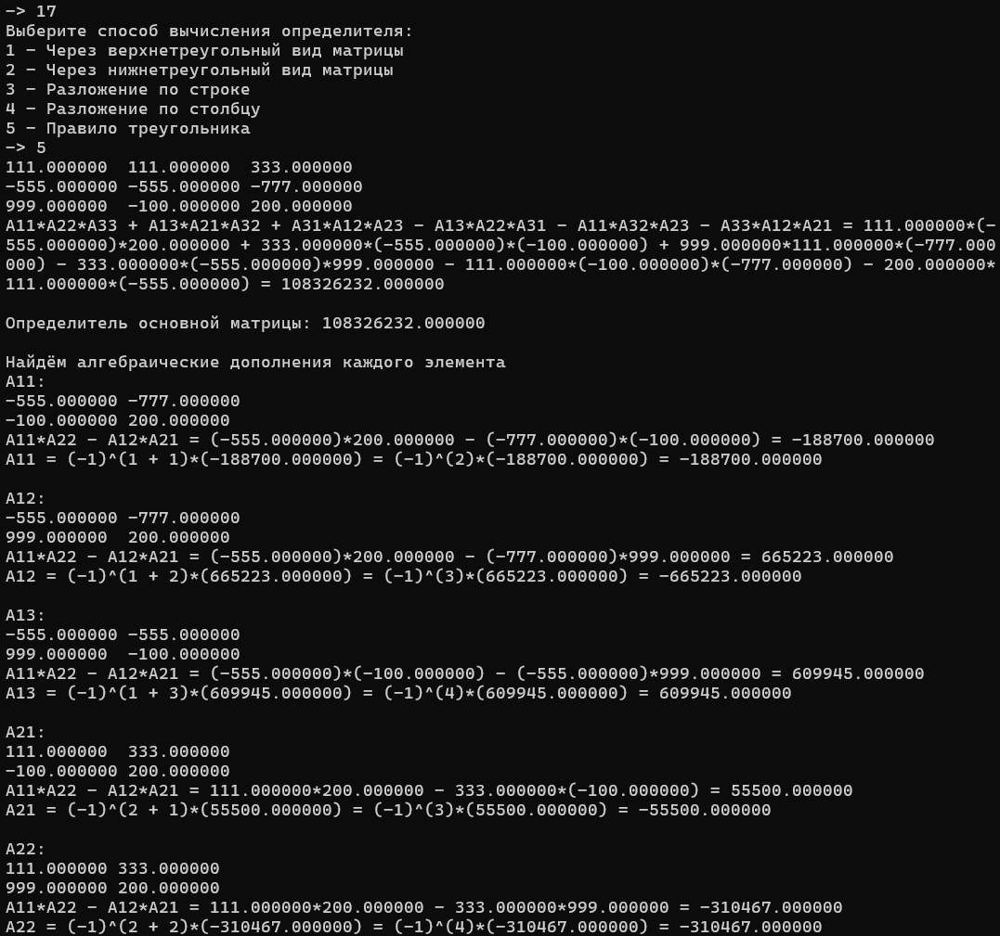 -> 17
Выберите способ вычисления определителя:
1 - Через верхнетреугольный вид матрицы
2 - Через нижнетреугольный вид матрицы
3 - Разложение по строке
4 - Разложение по столбцу
5 - Правило треугольника
-> 5
111.000000  111.000000  333.000000
-555.000000 -555.000000 -777.000000
999.000000  -100.000000 200.000000
A11*A22*A33 + A13*A21*A32 + A31*A12*A23 - A13*A22*A31 - A11*A32*A23 - A33*A12*A21 = 111.000000*(-
555.000000)*200.000000 + 333.000000*(-555.000000)*(-100.000000) + 999.000000*111.000000*(-777.000
000) - 333.000000*(-555.000000)*999.000000 - 111.000000*(-100.000000)*(-777.000000) - 200.000000*
111.000000*(-555.000000) = 108326232.000000
Определитель основной матрицы: 108326232.000000
Найдём алгебраические дополнения каждого элемента
A11:
-555.000000 -777.000000
-100.000000 200.000000
A11*A22 - A12*A21 = (-555.000000)*200.000000 - (-777.000000)*(-100.000000) = -188700.000000
A11 = (-1)^(1 + 1)*(-188700.000000) = (-1)^(2)*(-188700.000000) = -188700.000000
A12:
-555.000000 -777.000000
999.000000  200.000000
A11*A22 - A12*A21 = (-555.000000)*200.000000 - (-777.000000)*999.000000 = 665223.000000
A12 = (-1)^(1 + 2)*(665223.000000) = (-1)^(3)*(665223.000000) = -665223.000000
A13:
-555.000000 -555.000000
999.000000  -100.000000
A11*A22 - A12*A21 = (-555.000000)*(-100.000000) - (-555.000000)*999.000000 = 609945.000000
A13 = (-1)^(1 + 3)*(609945.000000) = (-1)^(4)*(609945.000000) = 609945.000000
A21:
111.000000  333.000000
-100.000000 200.000000
A11*A22 - A12*A21 = 111.000000*200.000000 - 333.000000*(-100.000000) = 55500.000000
A21 = (-1)^(2 + 1)*(55500.000000) = (-1)^(3)*(55500.000000) = -55500.000000
A22:
111.000000 333.000000
999.000000 200.000000
A11*A22 - A12*A21 = 111.000000*200.000000 - 333.000000*999.000000 = -310467.000000
A22 = (-1)^(2 + 2)*(-310467.000000) = (-1)^(4)*(-310467.000000) = -310467.000000